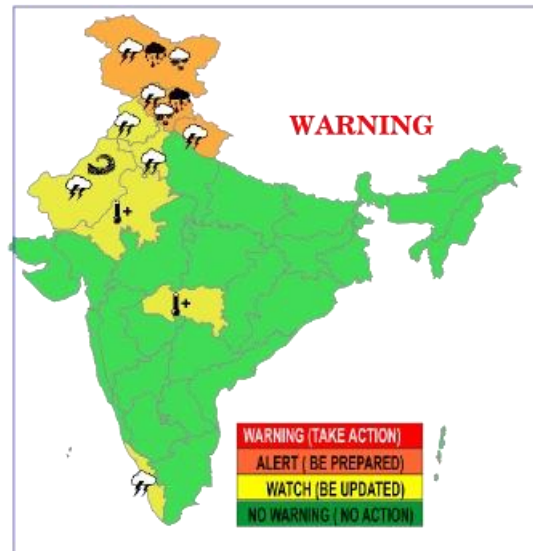 WARNING
WARNING (TAKE ACTION)
ALERT ( BE PREPARED)
WATCH (BE UPDATED)
NO WARNING ( NO ACTION)